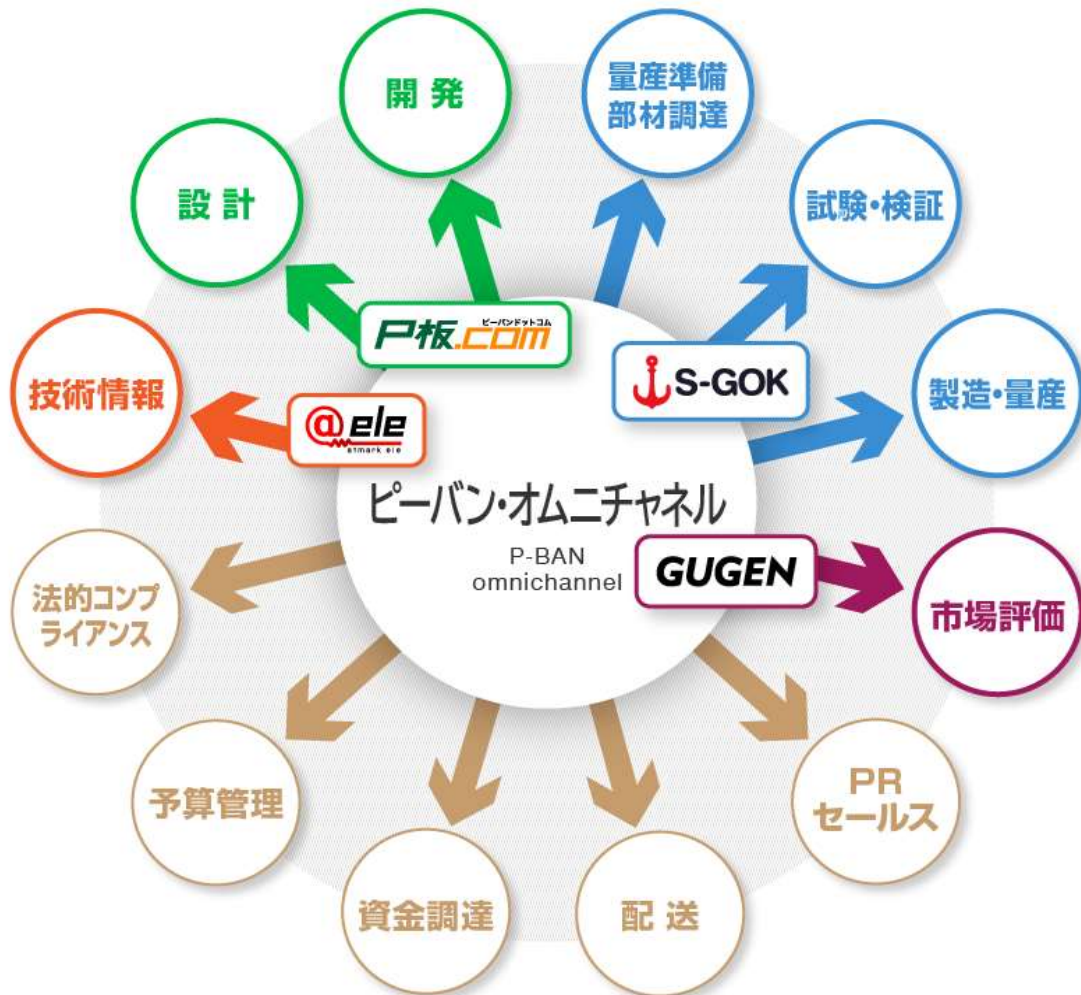 開発
量産準備
部材調達
設計
試験・検証
ピーバンドットコム
P板.com
技術情報
@ele
atmark ele
S-GOK
製造・量産
ピーバン・オムニチャネル
P-BAN
omnichannel
GUGEN
法的コンプ
ライアンス
市場評価
予算管理
PR
セールス
資金調達
配送